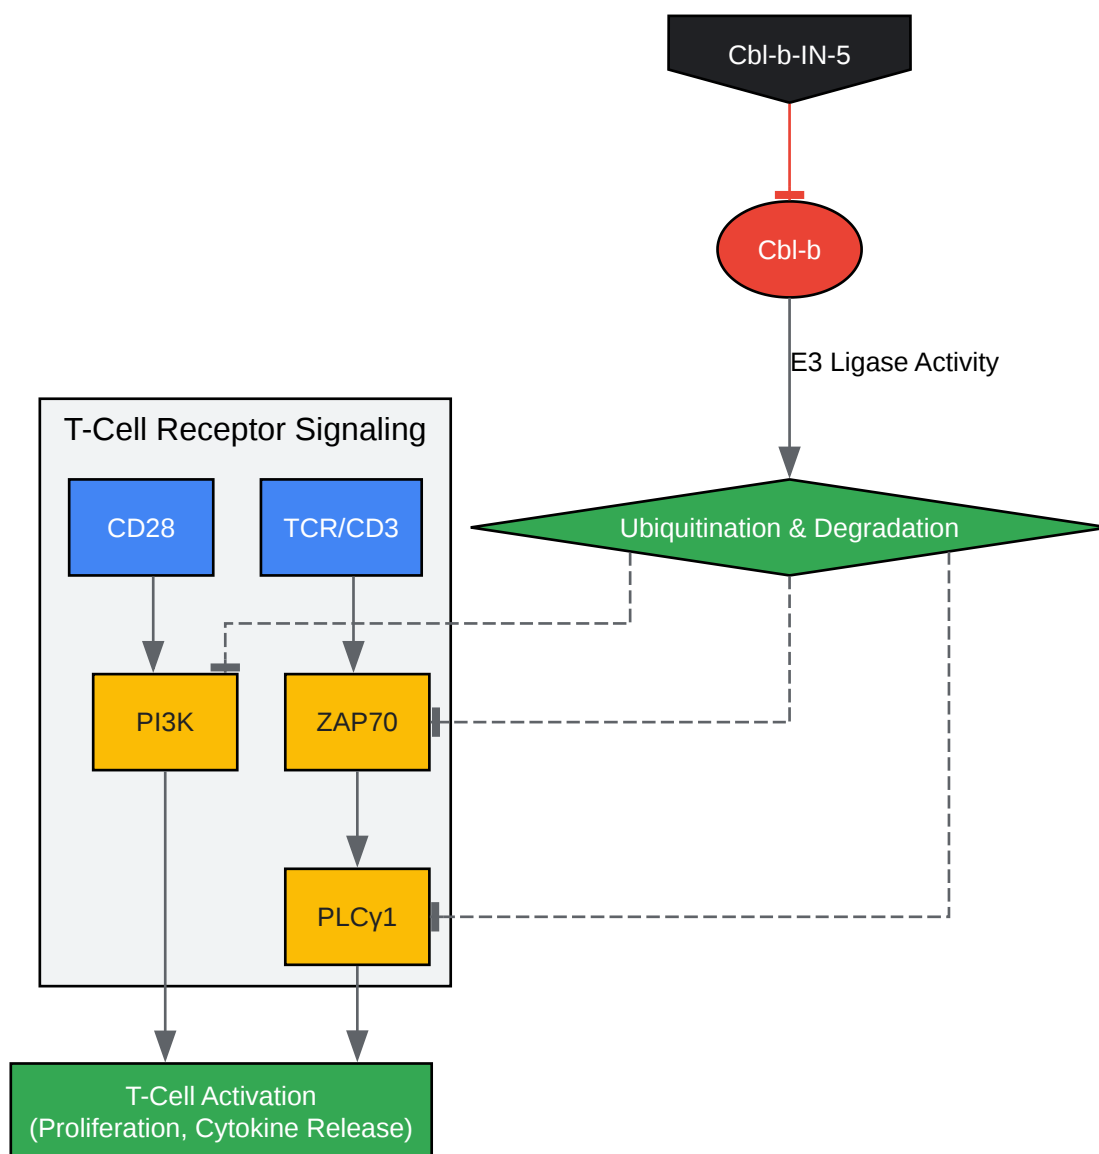 Cbl-b-IN-5
Cbl-b
E3 Ligase Activity
T-Cell Receptor Signaling
CD28
TCR/CD3
Ubiquitination & Degradation
PI3K
ZAP70
PLCγ1
T-Cell Activation
(Proliferation, Cytokine Release)